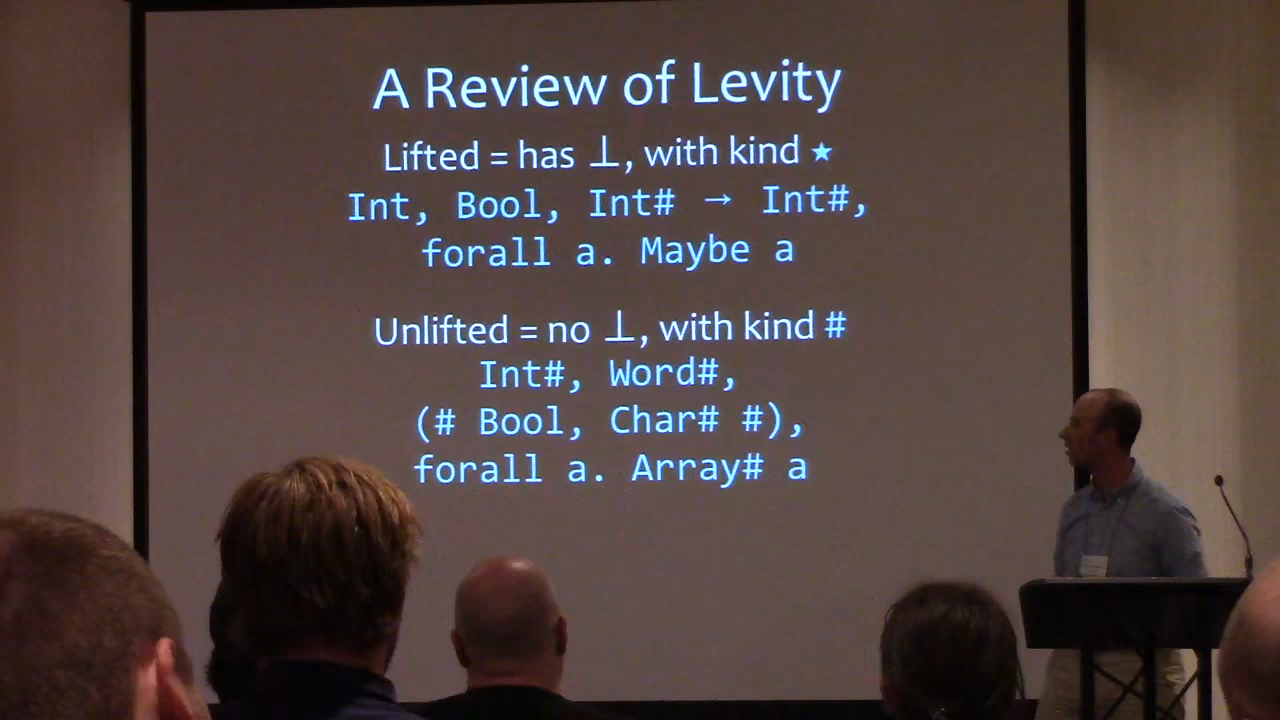 A Review of Levity
Lifted = has ⊥, with kind ★
Int, Bool, Int# → Int#,
forall a. Maybe a
Unlifted = no ⊥, with kind #
Int#, Word#,
(# Bool, Char# #),
forall a. Array# a